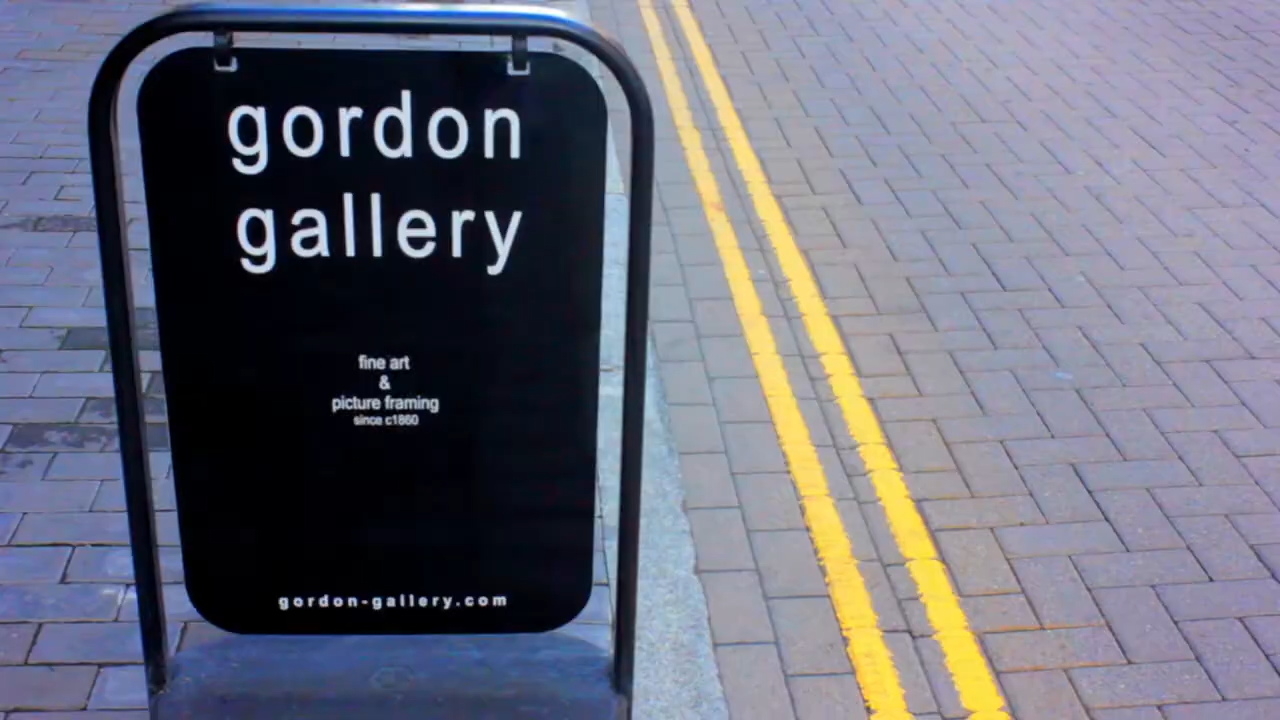 gordon
gallery
fine art
&
picture framing
since c1860
gordon-gallery.com